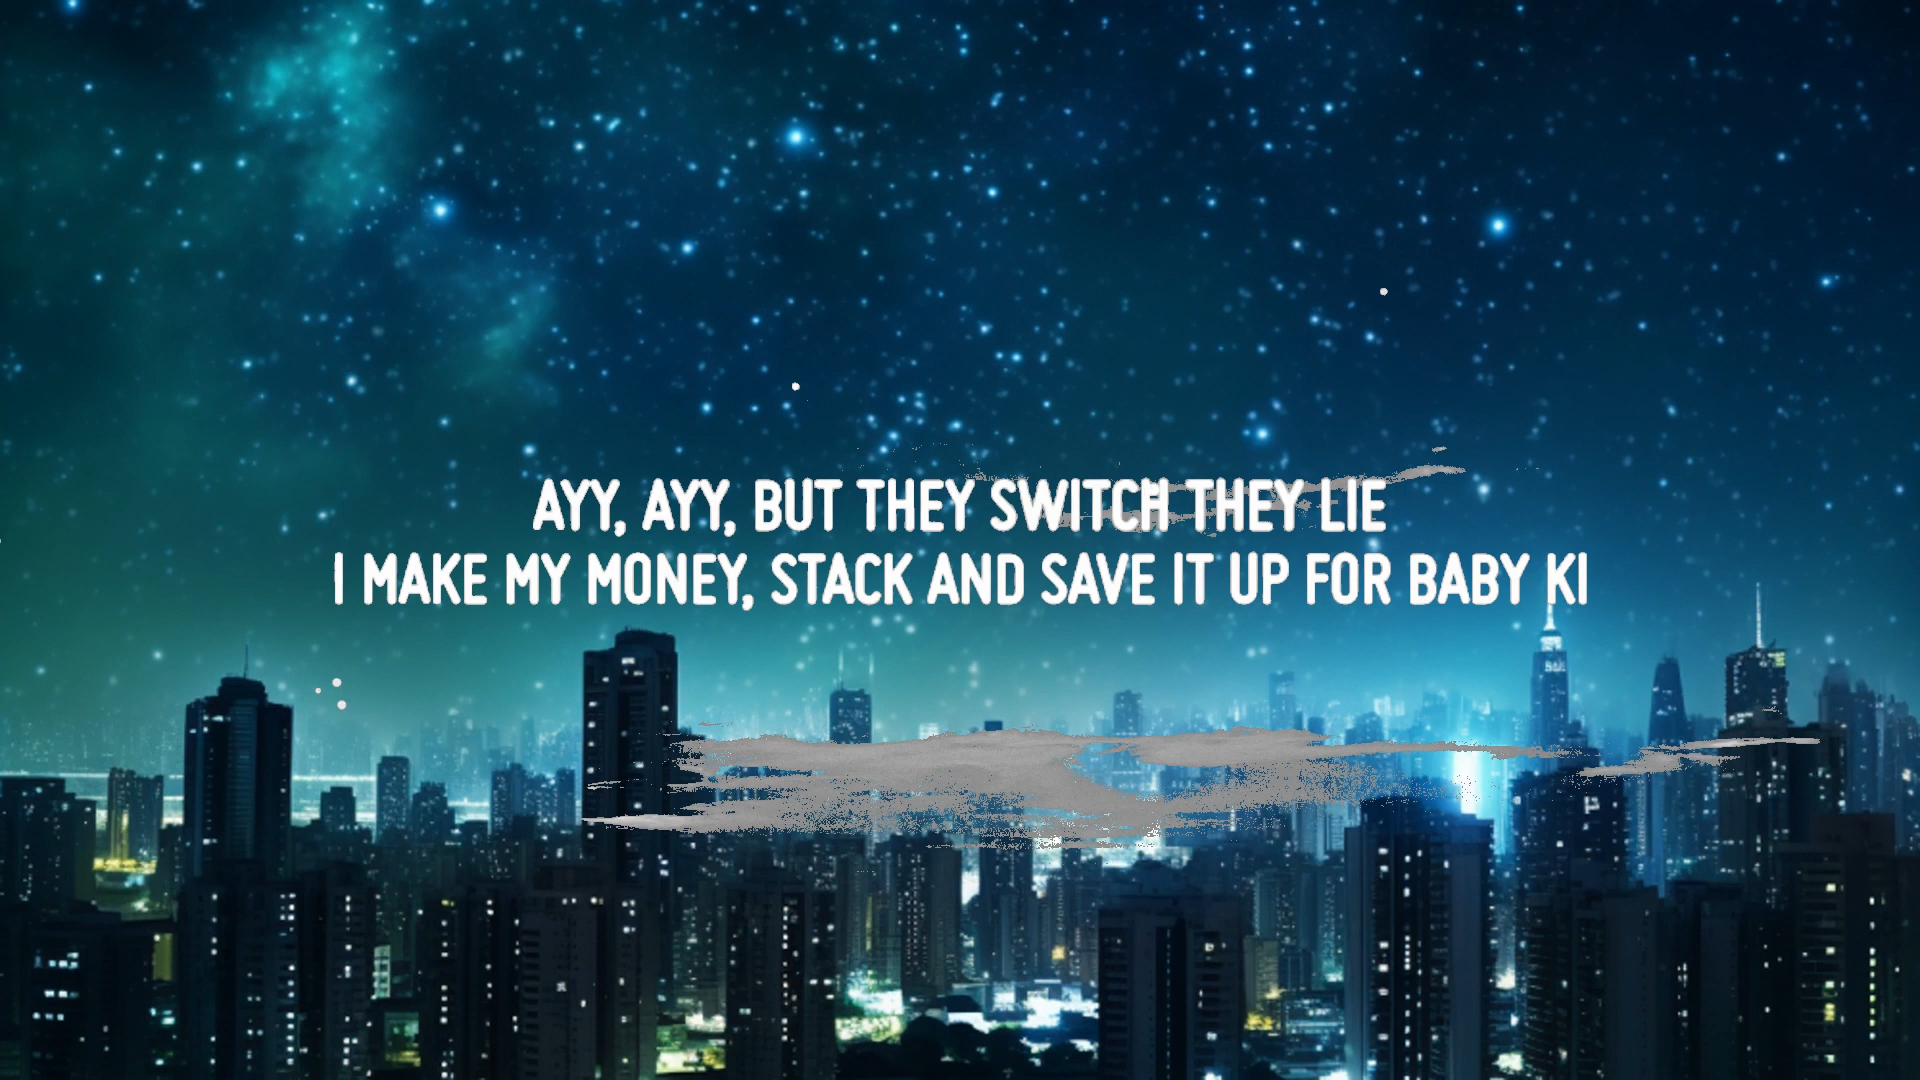 AYY, AYY, BUT THEY SWITCH THEY LIE
I MAKE MY MONEY, STACK AND SAVE IT UP FOR BABY KI